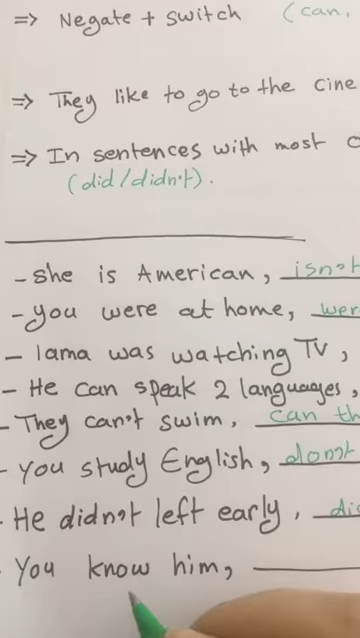 => Negate + switch (can,
=> They like to go to the cine
=> In sentences with most
(did/didn't).
- She is American, isn't
- you were at home, wer
- lama was watching TV,
- He can speak 2 languages,
- They can't swim, can th
- you study English, don't
- He didn't left early, di
- You know him,